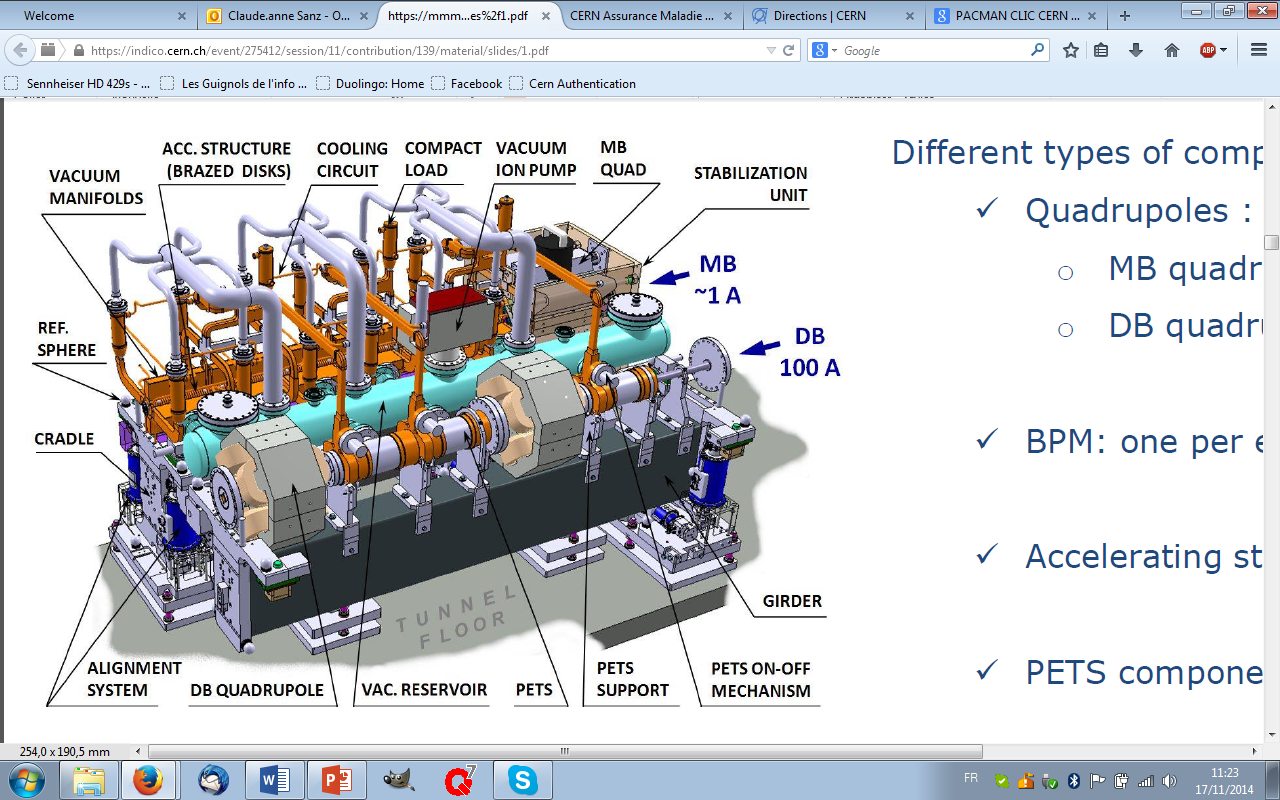 Welcome
Claude.anne Sanz - O...
https://mmm...es%2f1.pdf
CERN Assurance Maladie ...
Directions | CERN
PACMAN CLIC CERN ...
https://indico.cern.ch/event/275412/session/11/contribution/139/material/slides/1.pdf
Google
ABP
Sennheiser HD 429s - ...
Les Guignols de l'info ...
Duolingo: Home
Facebook
Cern Authentication
VACUUM
MANIFOLDS
ACC. STRUCTURE
(BRAZED DISKS)
COOLING
CIRCUIT
COMPACT
LOAD
VACUUM
ION PUMP
MB
QUAD
STABILIZATION
UNIT
MB
~1 A
DB
100 A
REF.
SPHERE
CRADLE
TUNNEL
FLOOR
GIRDER
ALIGNMENT
SYSTEM
DB QUADRUPOLE
VAC. RESERVOIR
PETS
PETS
SUPPORT
PETS ON-OFF
MECHANISM
Different types of comp
✓ Quadrupoles :
o MB quadr
o DB quadru
✓ BPM: one per e
✓ Accelerating st
✓ PETS compone
254,0 x 190,5 mm
FR
11:23
17/11/2014